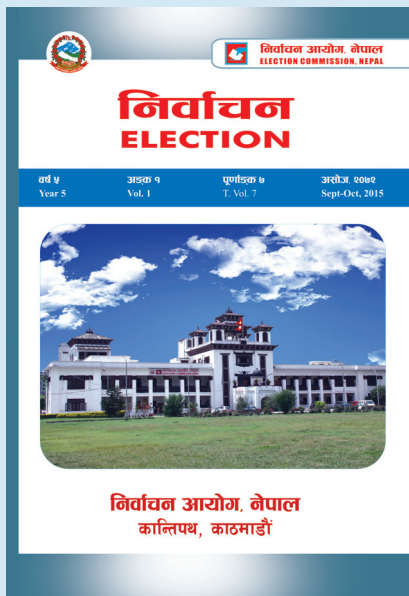 निर्वाचन आयोग, नेपाल
ELECTION COMMISSION, NEPAL
निर्वाचन
ELECTION
वर्ष ५ अङ्क १ पूर्णाङ्क ७ असोज, २०७२
Year 5 Vol. 1 T. Vol. 7 Sept-Oct, 2015
निर्वाचन आयोग, नेपाल
कान्तिपथ, काठमाडौं